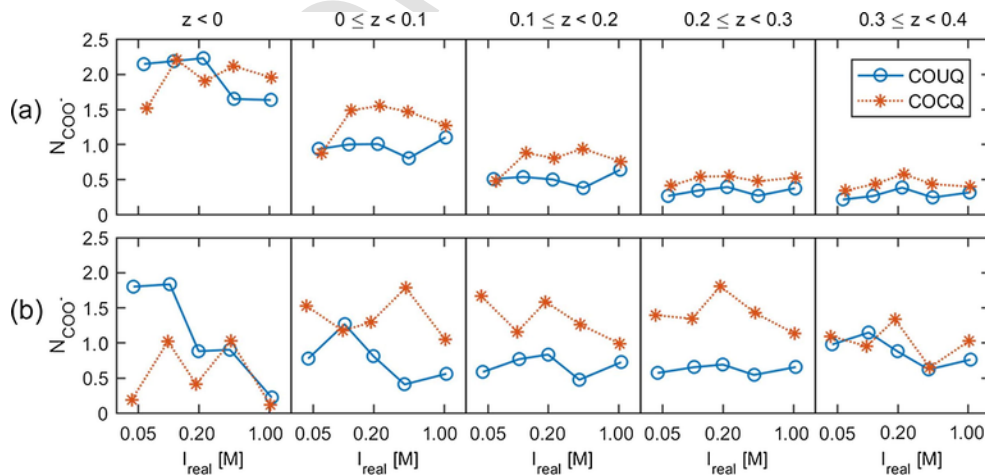 z < 0 0 ≤ z < 0.1 0.1 ≤ z < 0.2 0.2 ≤ z < 0.3 0.3 ≤ z < 0.4
(a)
N_COO-
2.5
2.0
1.5
1.0
0.5
0
COUQ
COCQ
(b)
N_COO-
2.5
2.0
1.5
1.0
0.5
0
0.05 0.20 1.00 0.05 0.20 1.00 0.05 0.20 1.00 0.05 0.20 1.00 0.05 0.20 1.00
I_real [M] I_real [M] I_real [M] I_real [M] I_real [M]